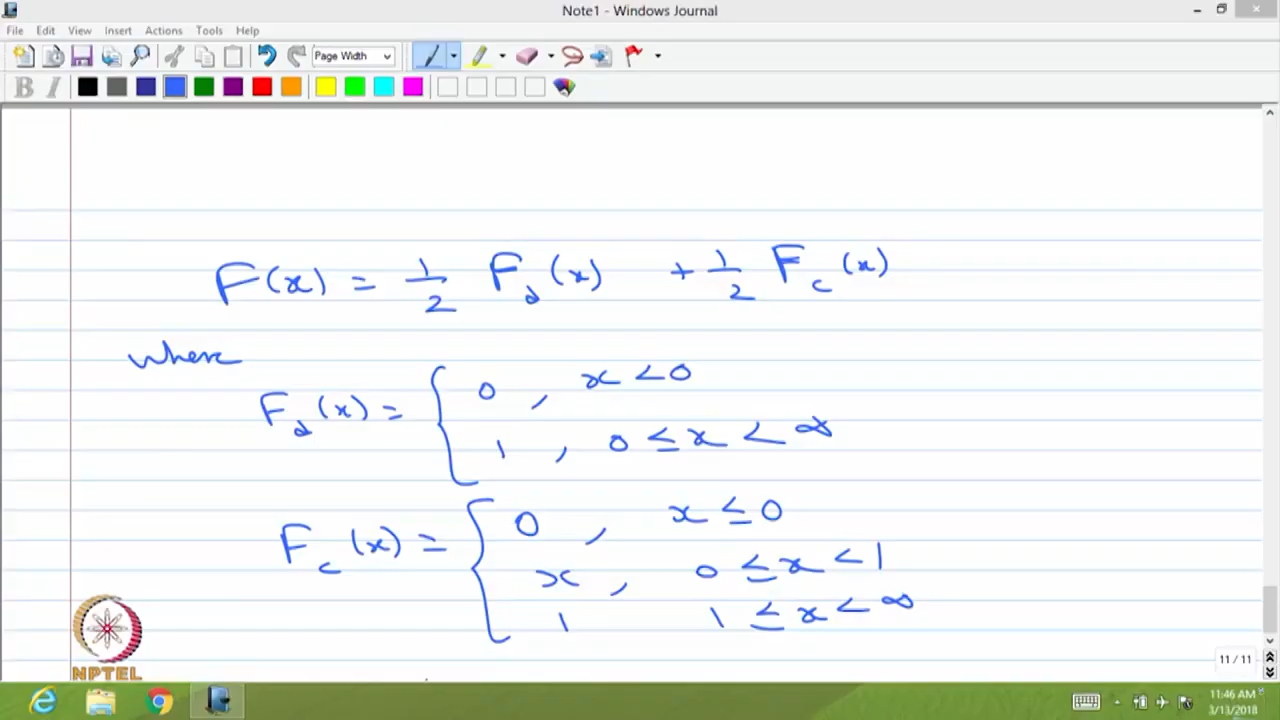 Note1 - Windows Journal
File Edit View Insert Actions Tools Help
Page Width
B I
F(x) = 1/2 F_d(x) + 1/2 F_c(x)
where
F_d(x) = { 0 , x < 0
1 , 0 ≤ x < ∞
F_c(x) = { 0 , x ≤ 0
x , 0 ≤ x < 1
1 1 ≤ x < ∞
NPTEL
11 / 11
11:46 AM
3/13/2018